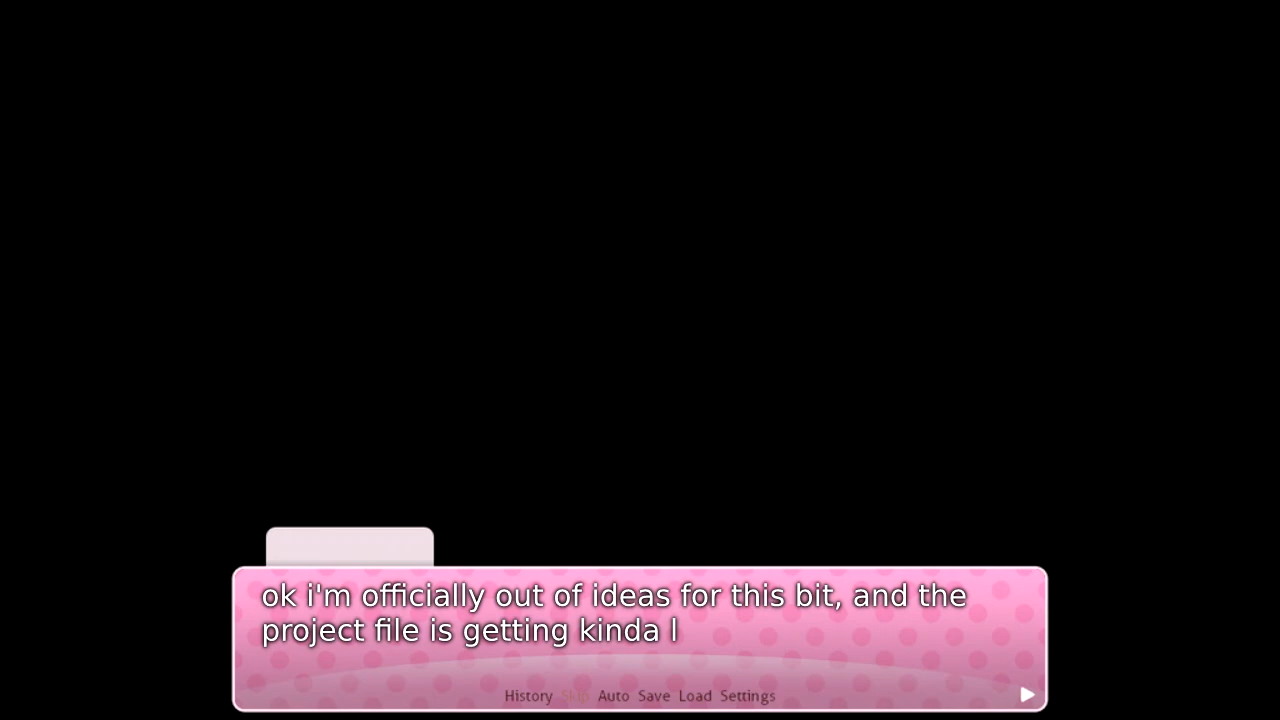 ok i'm officially out of ideas for this bit, and the
project file is getting kinda l
History Skip Auto Save Load Settings